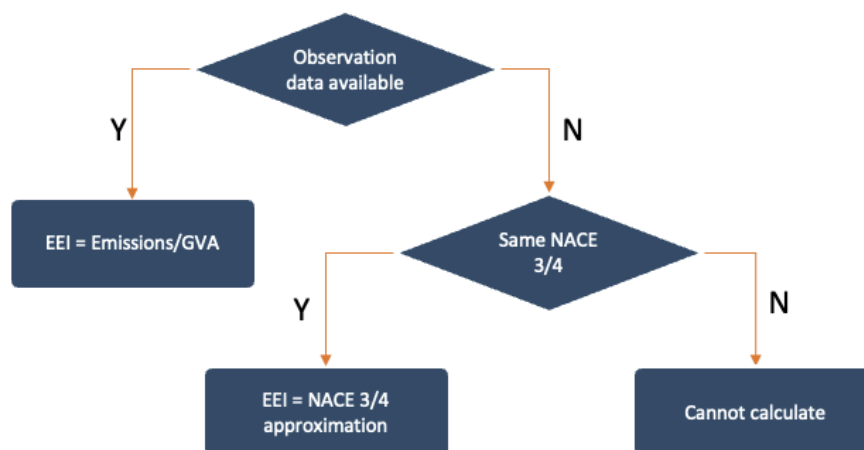 Observation
data available
Y
N
EEI = Emissions/GVA
Same NACE
3/4
Y
N
EEI = NACE 3/4
approximation
Cannot calculate